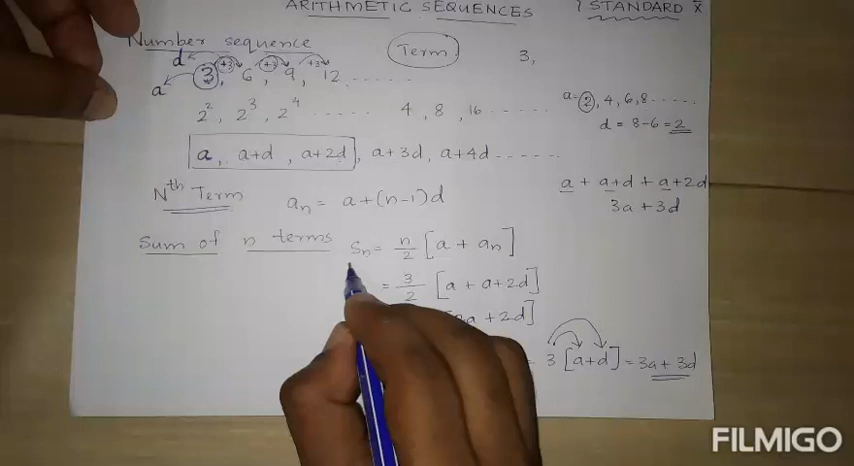 ARITHMETIC SEQUENCES
STANDARD X
Number sequence
Term
3,
d
+3 +3 +3
3, 6, 9, 12, ......
a
a = 2, 4, 6, 8 .....
d = 8-6 = 2
2², 2³, 2⁴ ..... 4, 8, 16 .....
a, a+d, a+2d, a+3d, a+4d -----
a + a+d + a+2d
3a + 3d
Nth Term aₙ = a+(n-1)d
Sum of n terms Sₙ = n/2 [a + aₙ]
= 3/2 [a + a+2d]
a + 2d]
3 [a+d] = 3a + 3d
FILMIGO